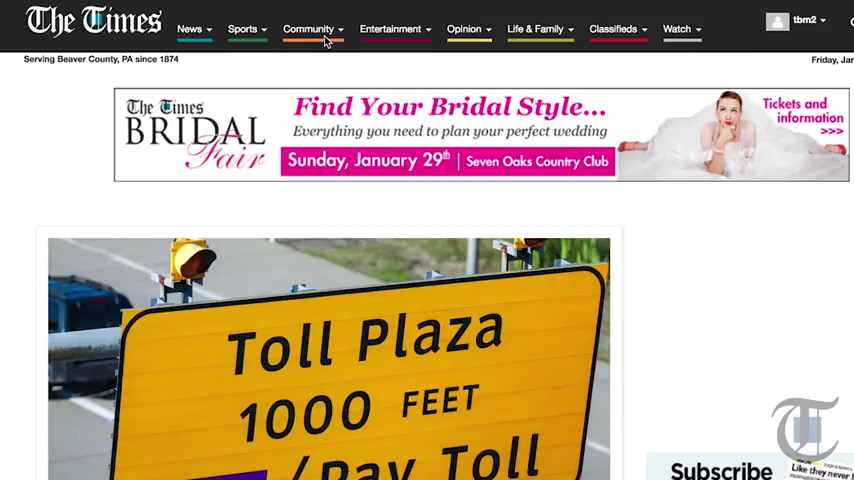 The Times
News
Sports
Community
Entertainment
Opinion
Life & Family
Classifieds
Watch
tbm2
Serving Beaver County, PA since 1874
Friday, Jan
The Times
BRIDAL
Fair
Find Your Bridal Style...
Everything you need to plan your perfect wedding
Sunday, January 29th | Seven Oaks Country Club
Tickets and
information
>>>
Toll Plaza
1000 FEET
/Pay Toll
T
Subscribe
Like they never